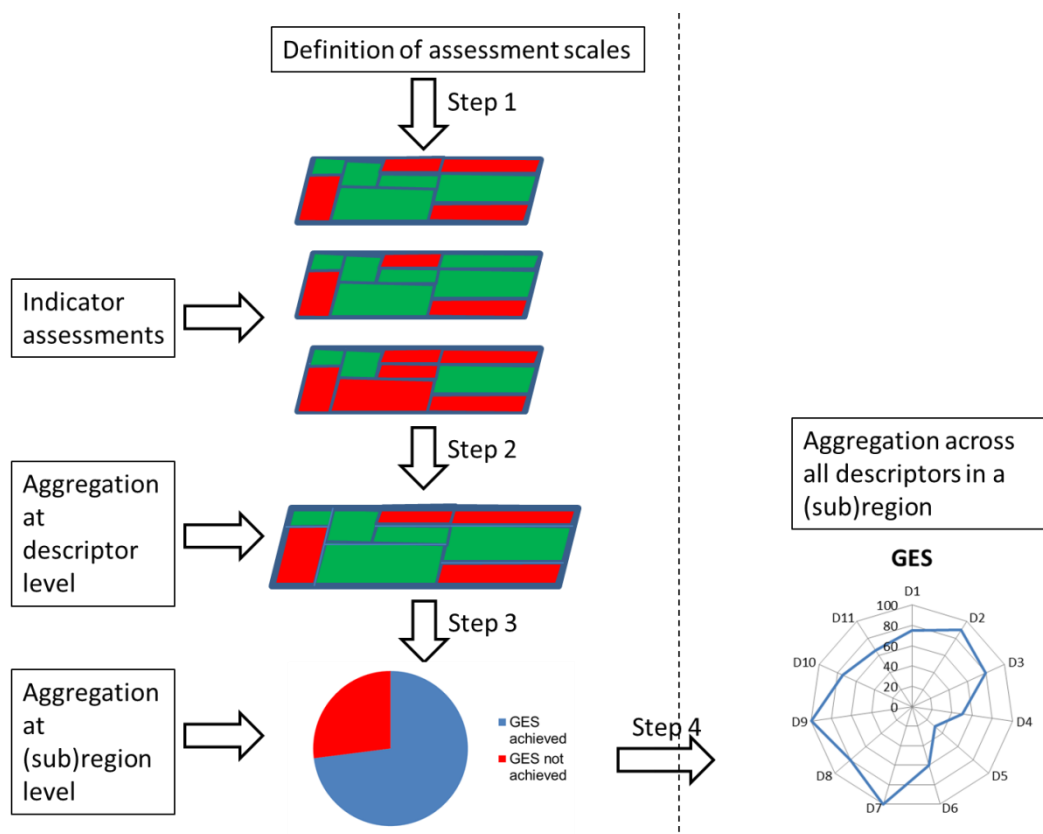 Definition of assessment scales
Step 1
Indicator
assessments
Step 2
Aggregation
at
descriptor
level
Step 3
Aggregation
at
(sub)region
level
GES
achieved
GES not
achieved
Step 4
Aggregation across
all descriptors in a
(sub)region
GES
D1
D2
D3
D4
D5
D6
D7
D8
D9
D10
D11
100
80
60
40
20
0